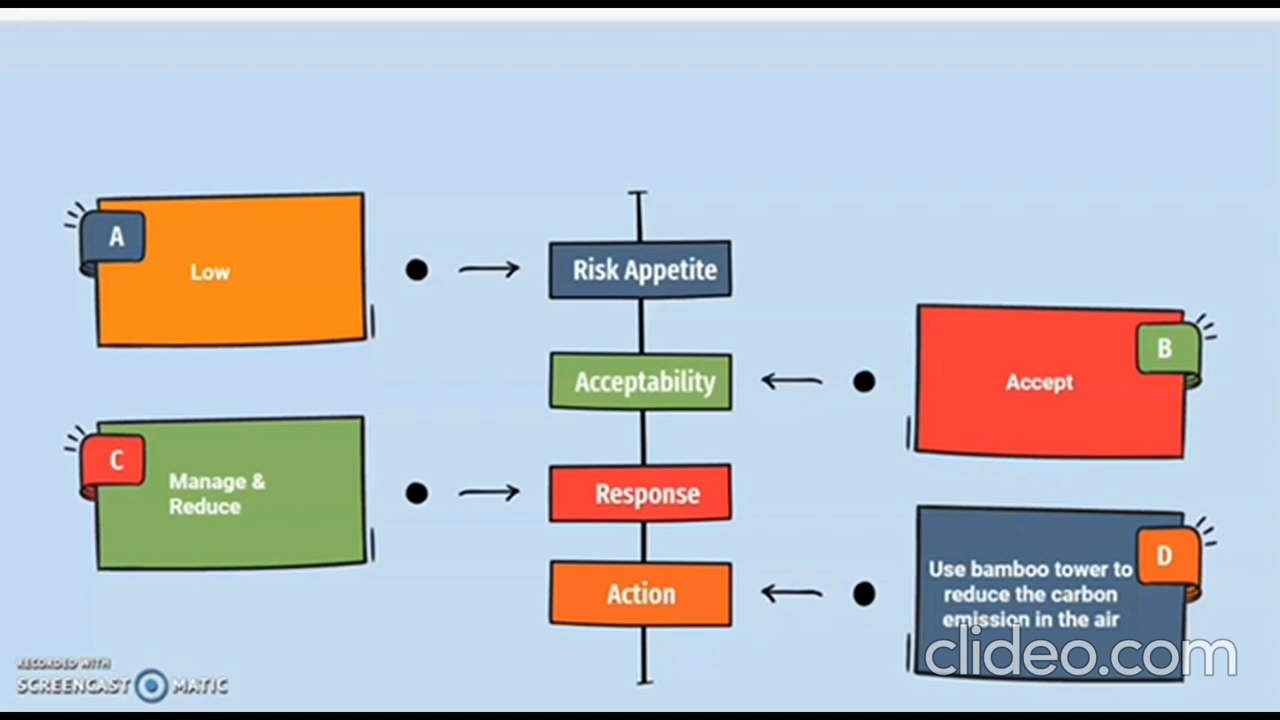 A
Low
Risk Appetite
B
Accept
Acceptability
C
Manage &
Reduce
Response
D
Use bamboo tower to
reduce the carbon
emission in the air
Action
clideo.com
RECORDED WITH
SCREENCAST MATIC